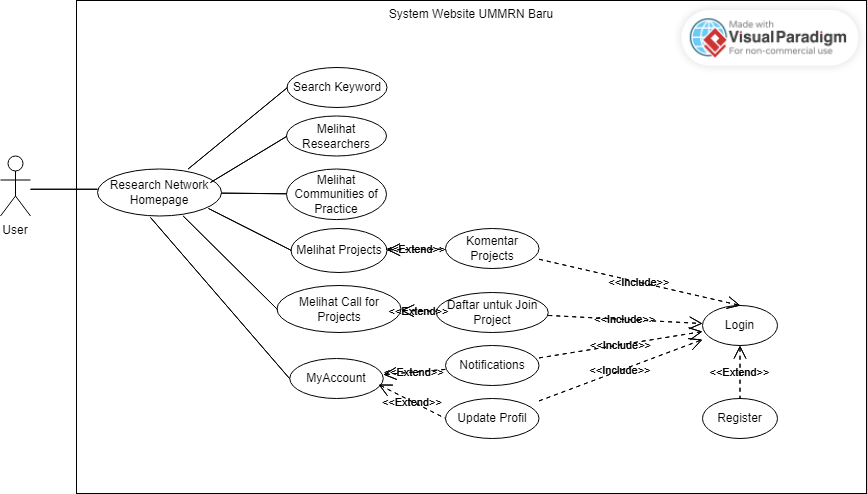 System Website UMMRN Baru
Made with
VisualParadigm
For non-commercial use
Search Keyword
Melihat
Researchers
Research Network
Homepage
Melihat
Communities of
Practice
User
Melihat Projects
<<Extend>>
Komentar
Projects
<<Include>>
Melihat Call for
Projects
<<Extend>>
Daftar untuk Join
Project
<<Include>>
Login
<<Include>>
MyAccount
<<Extend>>
Notifications
<<Include>>
<<Extend>>
<<Extend>>
Update Profil
Register